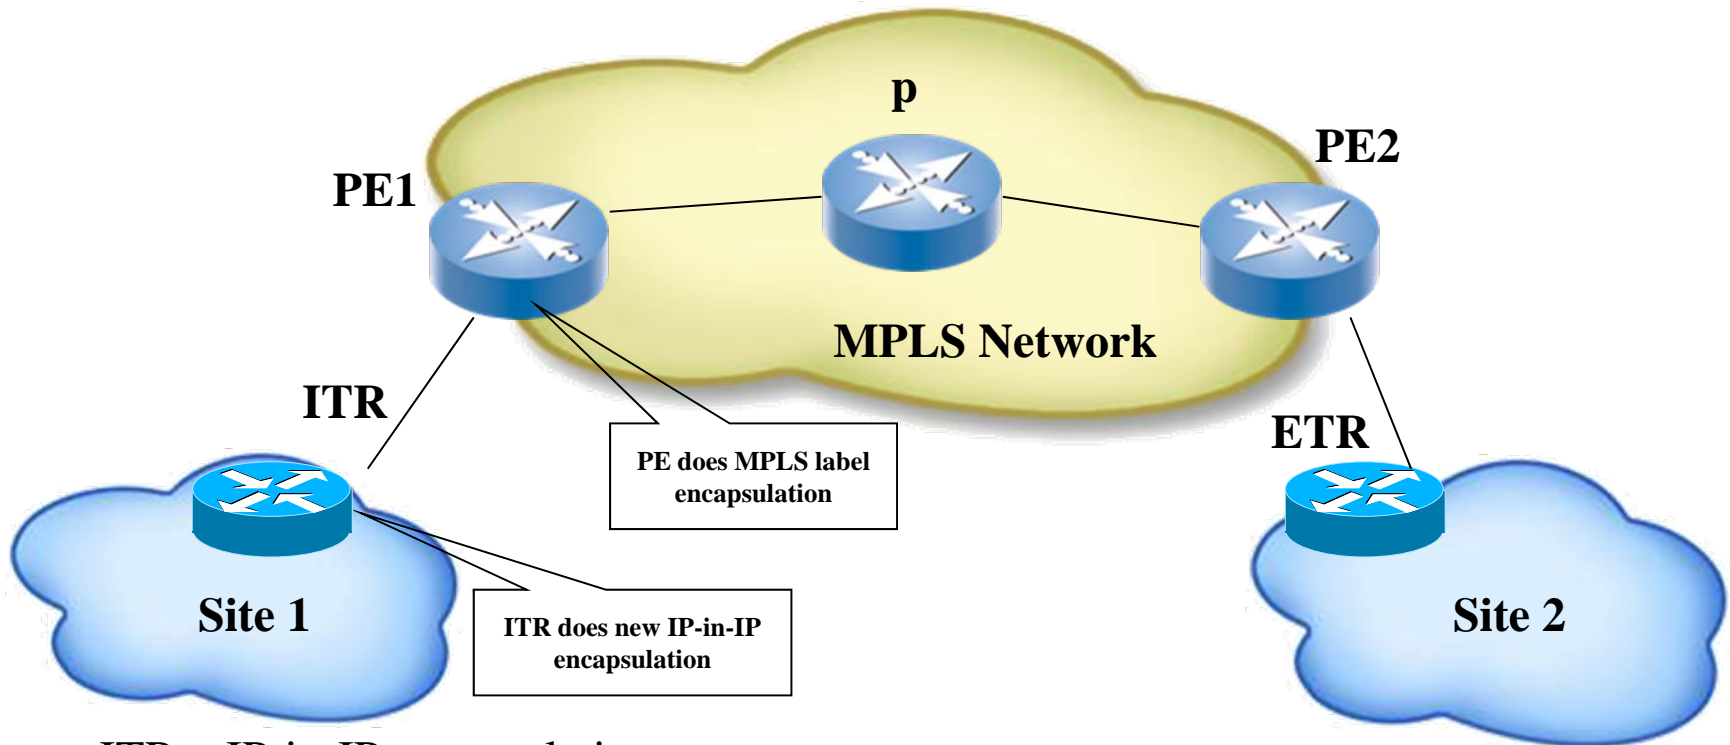 p
PE2
PE1
MPLS Network
ITR
ETR
PE does MPLS label
encapsulation
Site 1
Site 2
ITR does new IP-in-IP
encapsulation